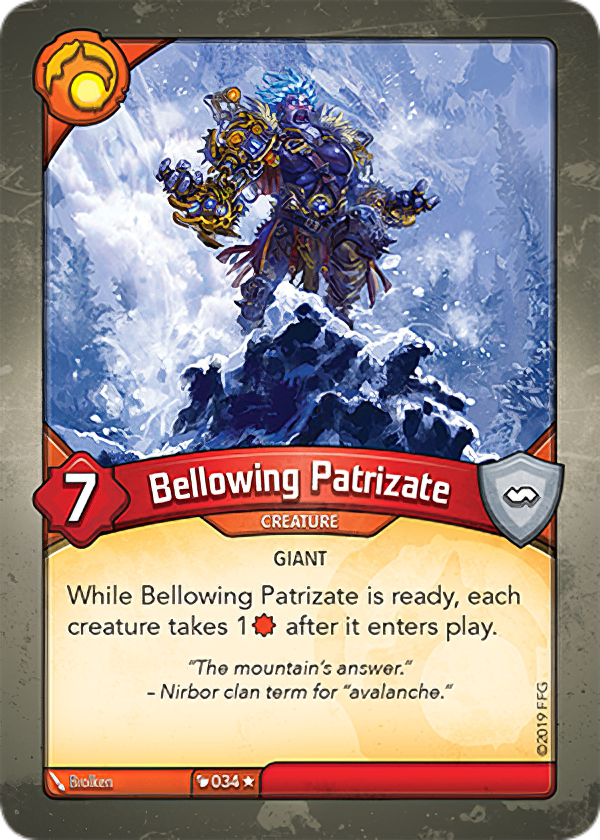 7
Bellowing Patrizate
CREATURE
GIANT
While Bellowing Patrizate is ready, each
creature takes 1 after it enters play.
"The mountain's answer."
– Nirbor clan term for "avalanche."
©2019 FFG
034